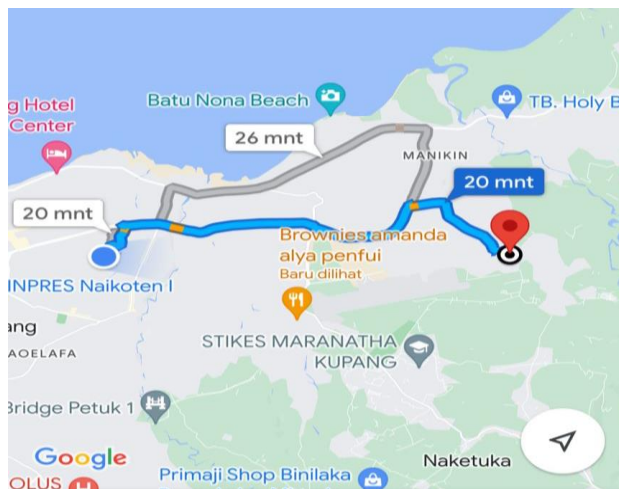 g Hotel
Center
Batu Nona Beach
TB. Holy B
26 mnt
MANIKIN
20 mnt
20 mnt
Brownies amanda
alya penfui
Baru dilihat
INPRES Naikoten I
ang
AOELAFA
STIKES MARANATHA
KUPANG
Bridge Petuk 1
Google
OLUS
Primaji Shop Binilaka
Naketuka